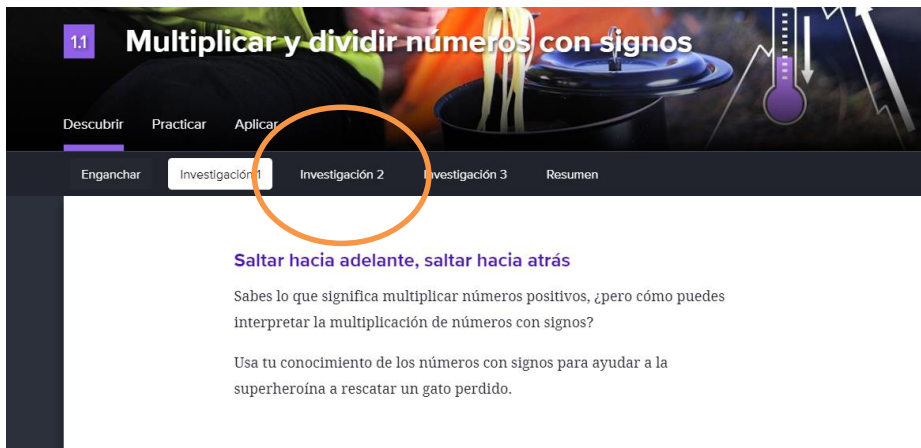 1.1 Multiplicar y dividir números con signos
Descubrir Practicar Aplicar
Enganchar Investigación 1 Investigación 2 Investigación 3 Resumen
Saltar hacia adelante, saltar hacia atrás
Sabes lo que significa multiplicar números positivos, ¿pero cómo puedes
interpretar la multiplicación de números con signos?
Usa tu conocimiento de los números con signos para ayudar a la
superheroína a rescatar un gato perdido.